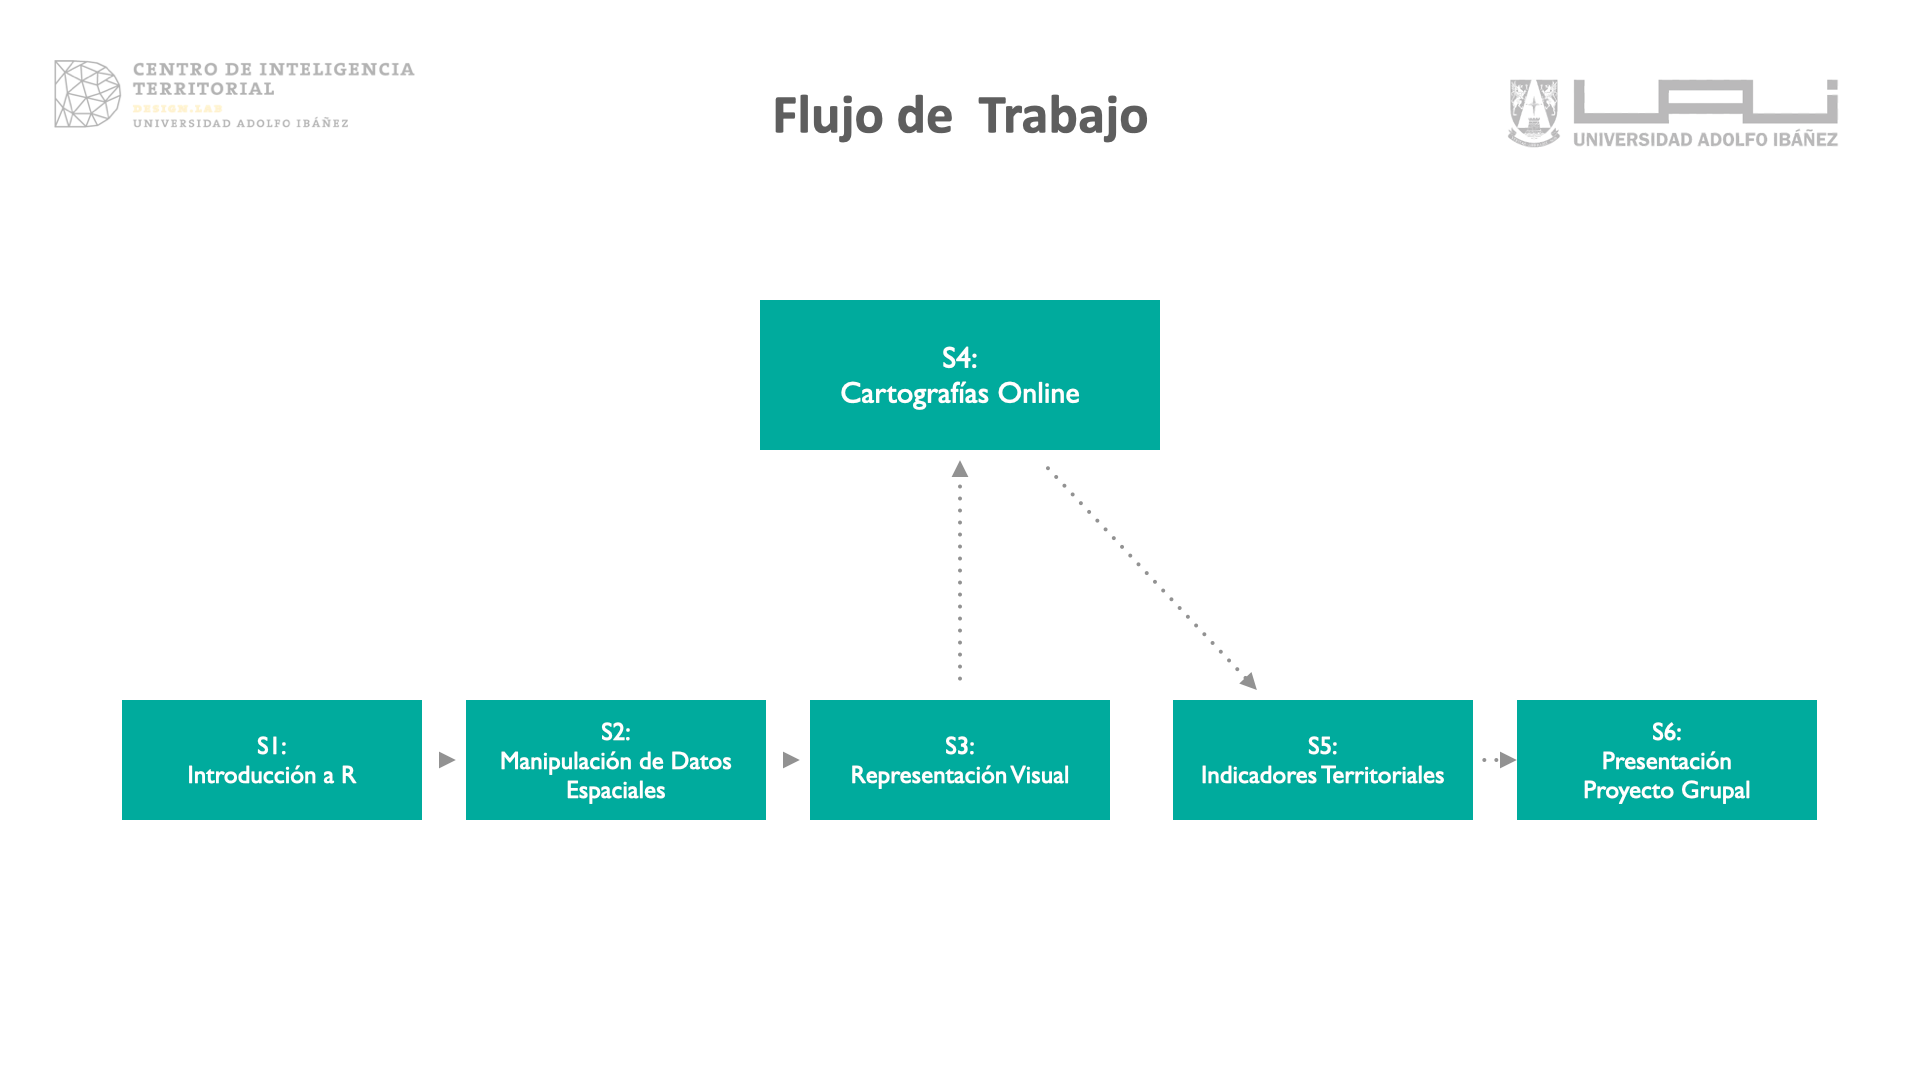 CENTRO DE INTELIGENCIA
TERRITORIAL
DESIGN.LAB
UNIVERSIDAD ADOLFO IBÁÑEZ
Flujo de  Trabajo
UAI
UNIVERSIDAD ADOLFO IBÁÑEZ
S4:
Cartografías Online
S1:
Introducción a R
S2:
Manipulación de Datos
Espaciales
S3:
Representación Visual
S5:
Indicadores Territoriales
S6:
Presentación
Proyecto Grupal